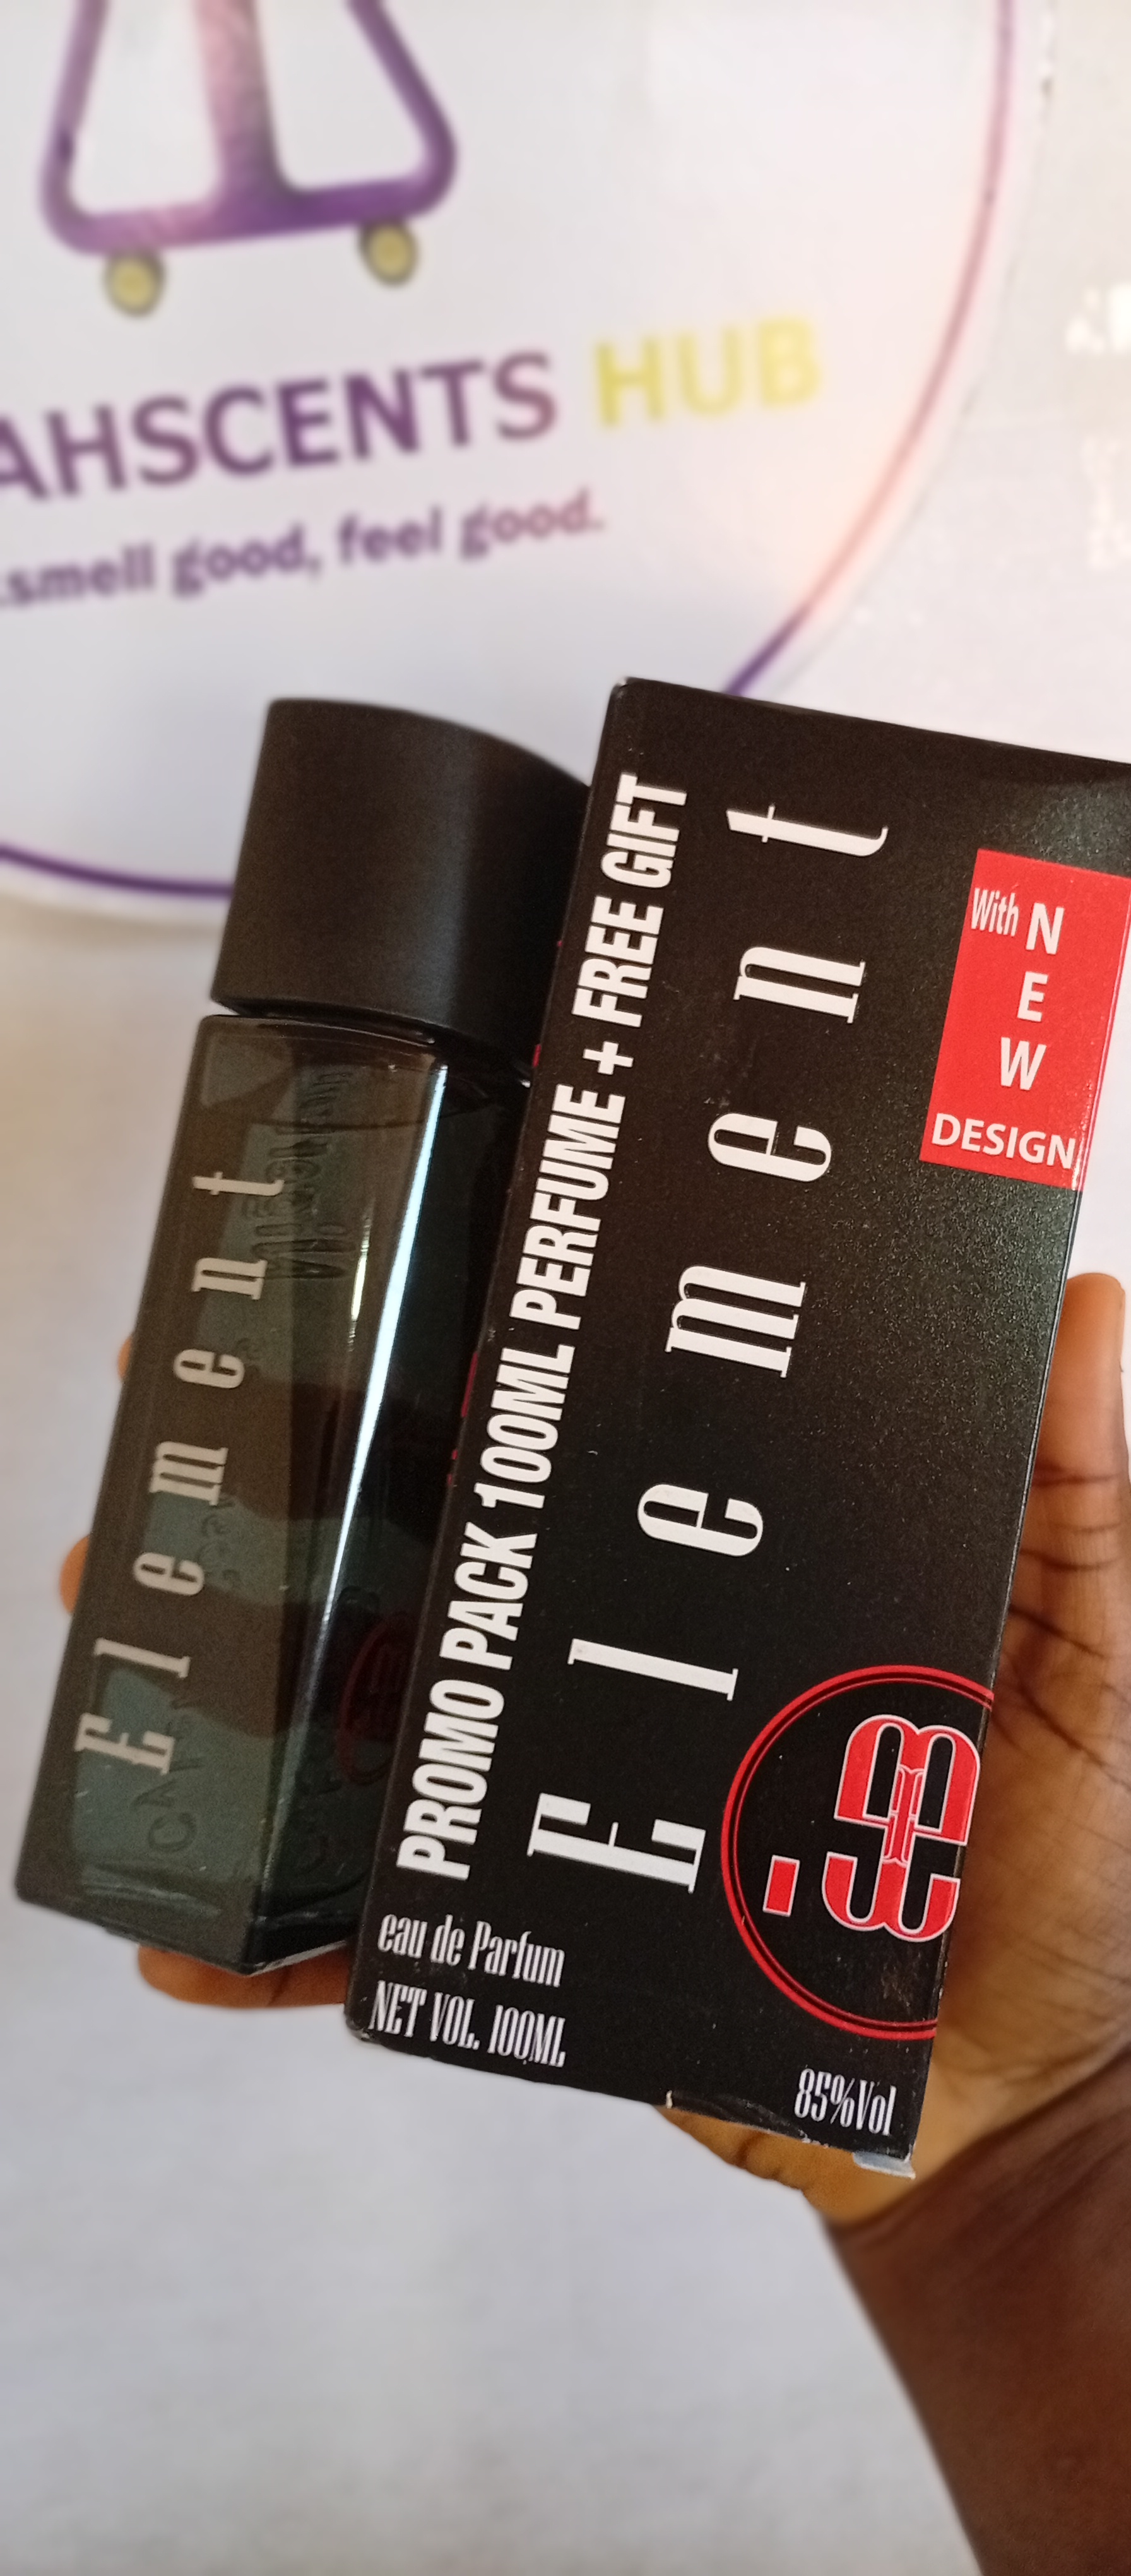 AHSCENTS HUB
.smell good, feel good.
Element
PROMO PACK 100ML PERFUME + FREE GIFT
Element
With NEW
DESIGN
eau de Parfum
NET VOL. 100ML
85%Vol